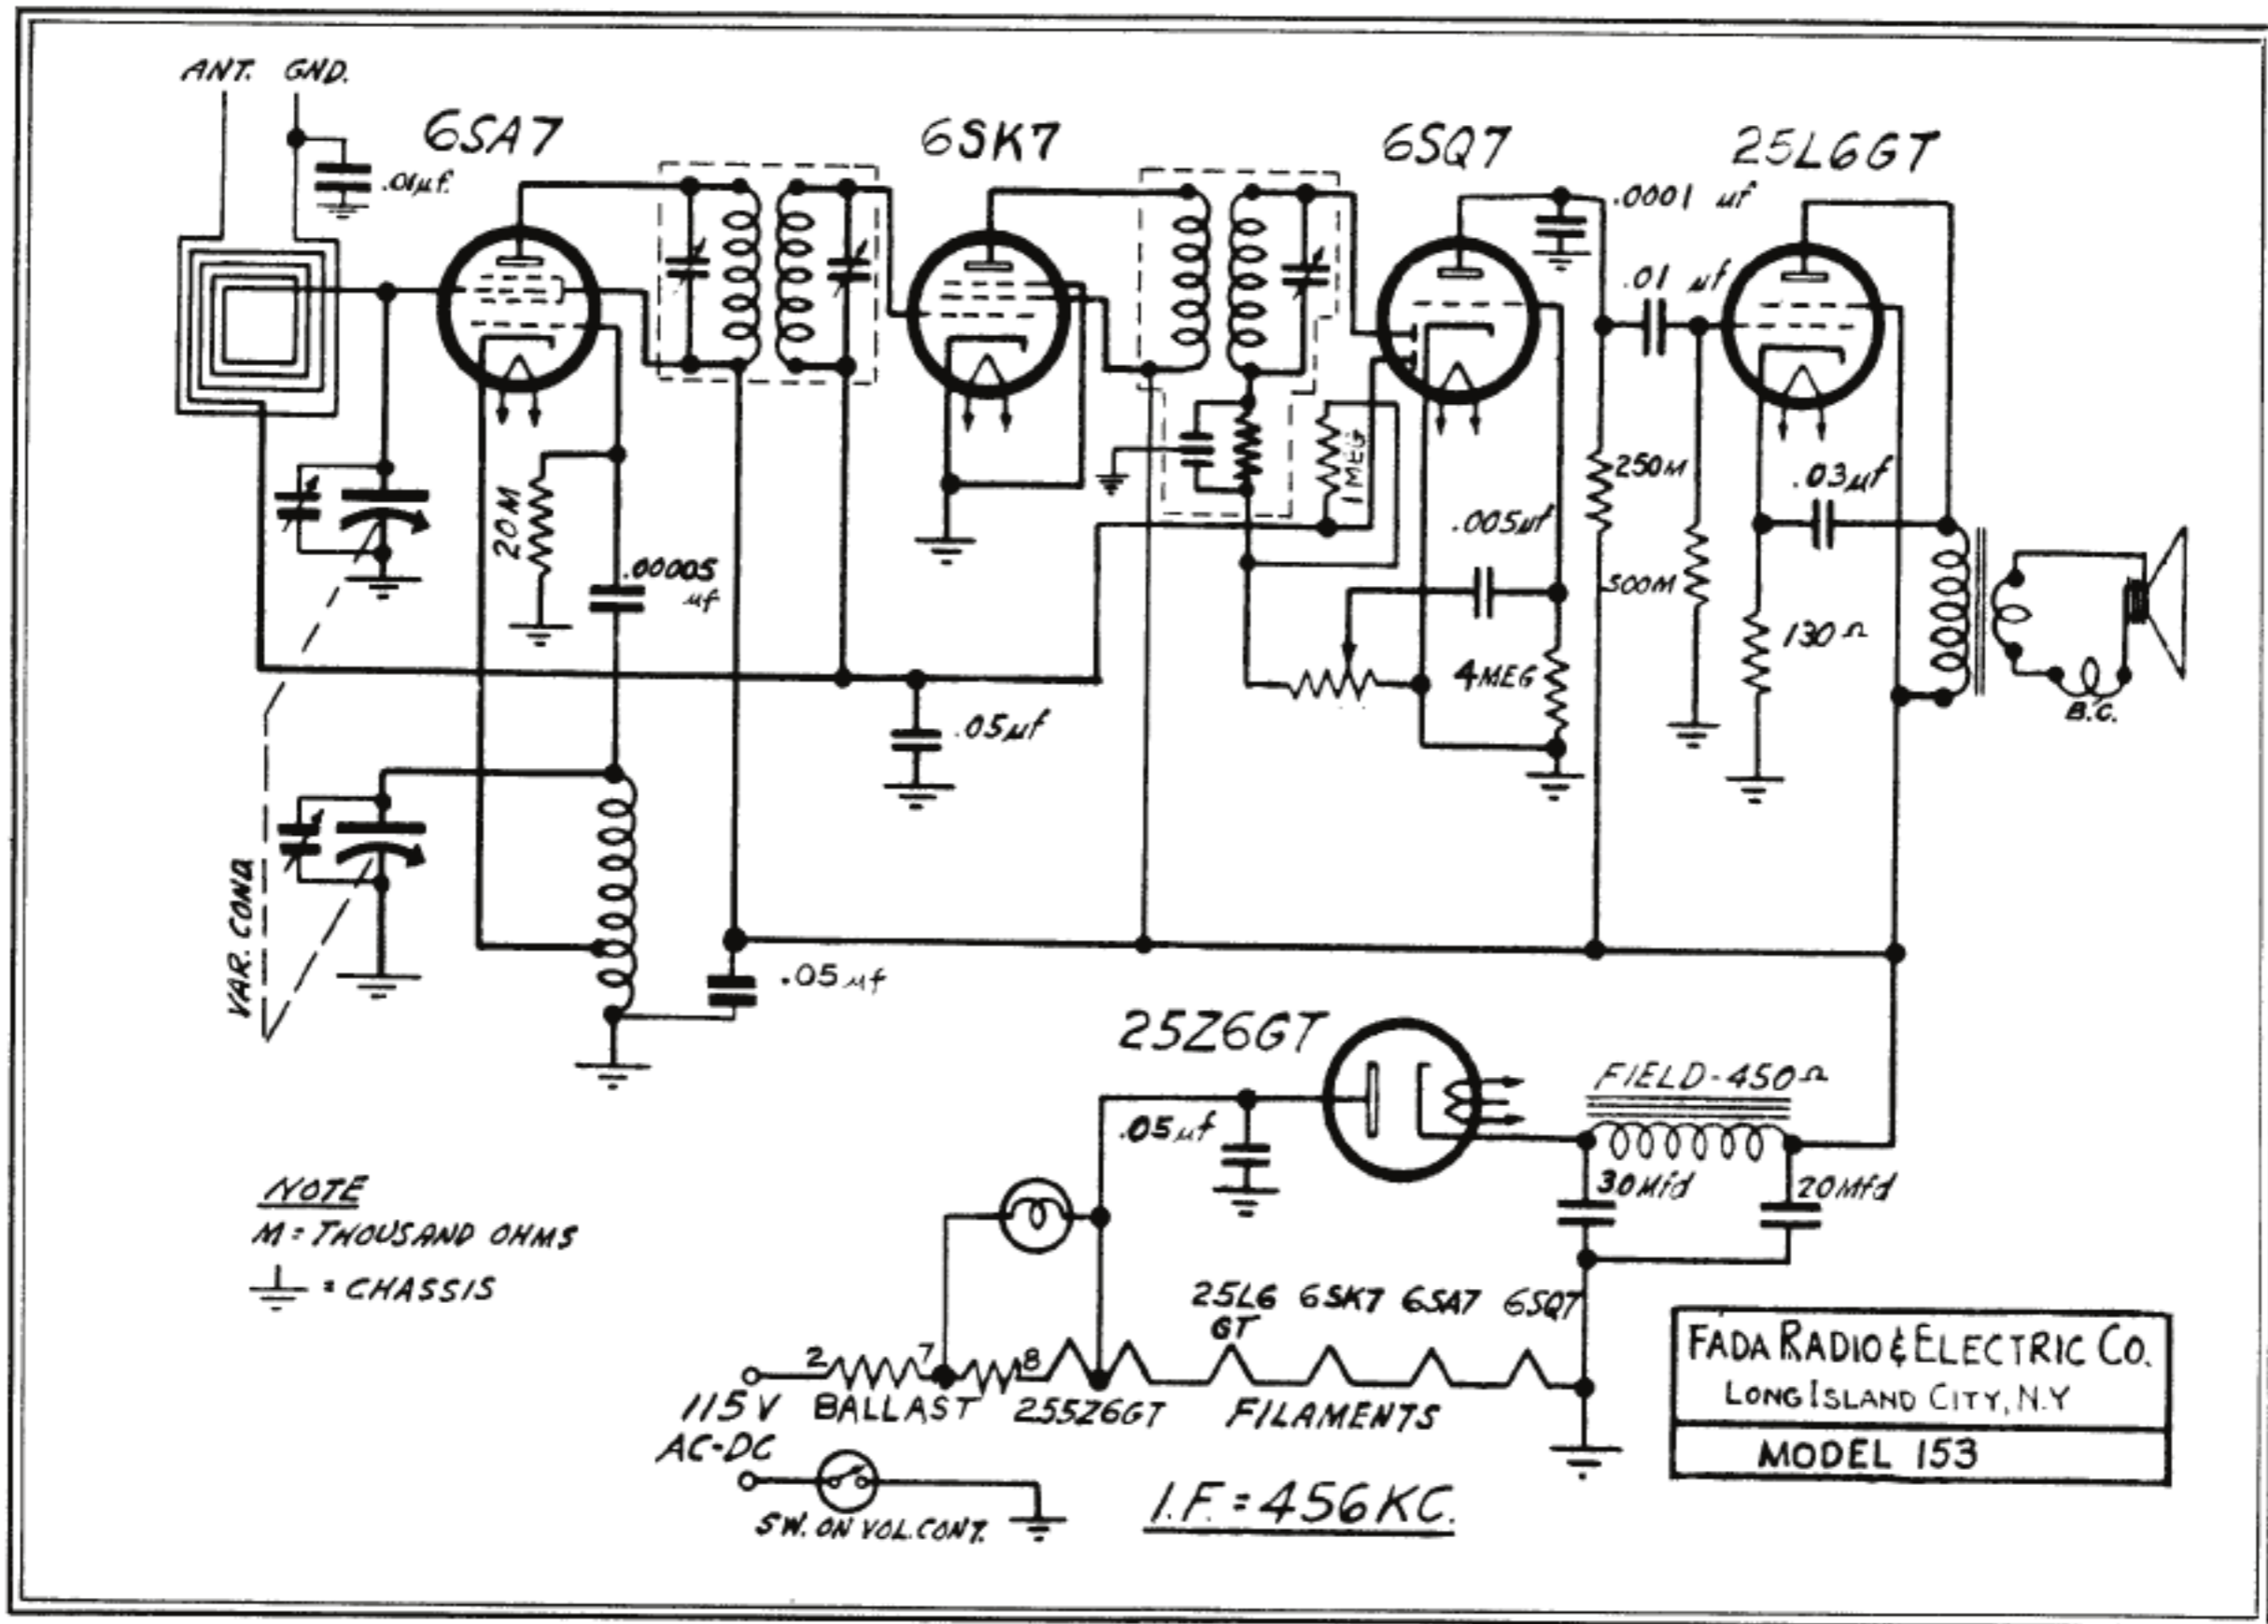 ANT. GND.
.01µf.
6SA7
6SK7
6SQ7
25L6GT
.0001 µf
.01 µf
20M
.00005
µf
1 MEG
.005µf
250M
500M
.03µf
130Ω
4MEG
B.C.
.05µf
VAR. COND.
.05µf
25Z6GT
FIELD-450Ω
.05µf
30Mfd
20Mfd
NOTE
M = THOUSAND OHMS
= CHASSIS
25L6 6SK7 6SA7 6SQ7
GT
2 7 8
115V BALLAST 255Z6GT FILAMENTS
AC-DC
SW. ON VOL. CONT.
I.F. = 456KC.
FADA RADIO & ELECTRIC CO.
LONG ISLAND CITY, N.Y
MODEL 153